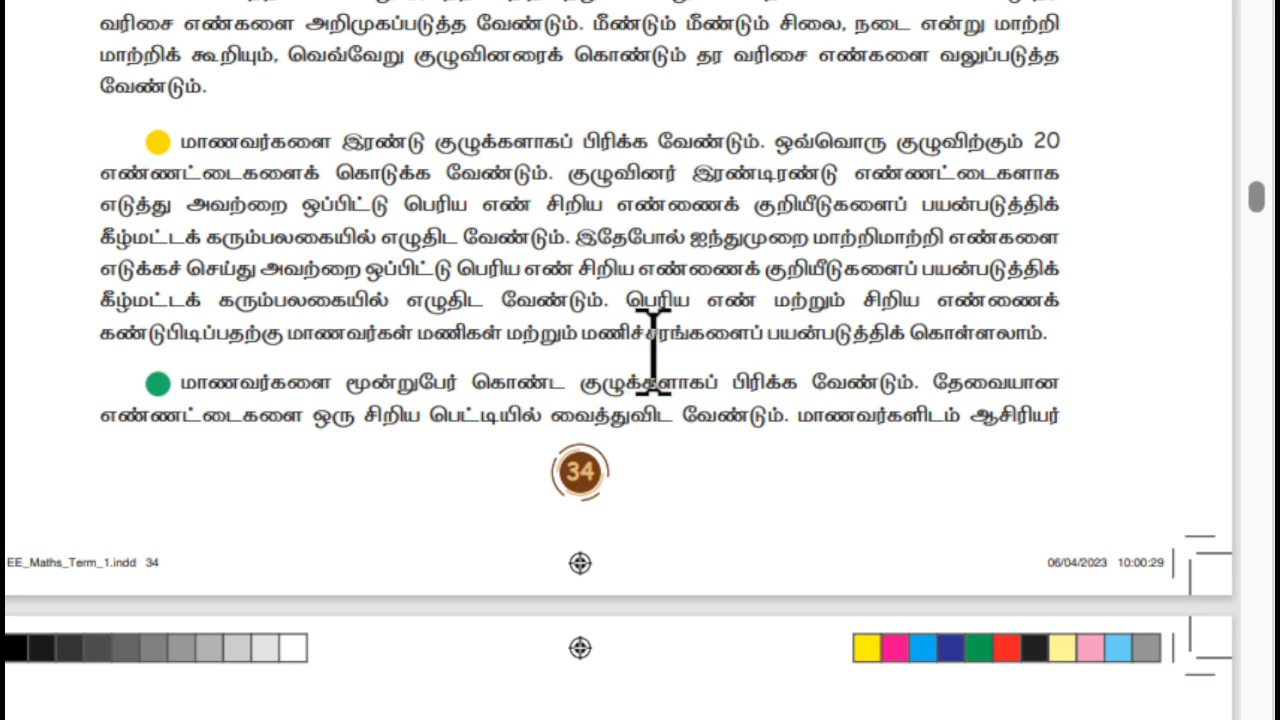 வரிசை எண்களை அறிமுகப்படுத்த வேண்டும். மீண்டும் மீண்டும் சிலை, நடை என்று மாற்றி
மாற்றிக் கூறியும், வெவ்வேறு குழுவினரைக் கொண்டும் தர வரிசை எண்களை வலுப்படுத்த
வேண்டும்.
மாணவர்களை இரண்டு குழுக்களாகப் பிரிக்க வேண்டும். ஒவ்வொரு குழுவிற்கும் 20
எண்ணட்டைகளைக் கொடுக்க வேண்டும். குழுவினர் இரண்டிரண்டு எண்ணட்டைகளாக
எடுத்து அவற்றை ஒப்பிட்டு பெரிய எண் சிறிய எண்ணைக் குறியீடுகளைப் பயன்படுத்திக்
கீழ்மட்டக் கரும்பலகையில் எழுதிட வேண்டும். இதேபோல் ஐந்துமுறை மாற்றிமாற்றி எண்களை
எடுக்கச் செய்து அவற்றை ஒப்பிட்டு பெரிய எண் சிறிய எண்ணைக் குறியீடுகளைப் பயன்படுத்திக்
கீழ்மட்டக் கரும்பலகையில் எழுதிட வேண்டும். பெரிய எண் மற்றும் சிறிய எண்ணைக்
கண்டுபிடிப்பதற்கு மாணவர்கள் மணிகள் மற்றும் மணிச்சரங்களைப் பயன்படுத்திக் கொள்ளலாம்.
மாணவர்களை மூன்றுபேர் கொண்ட குழுக்களாகப் பிரிக்க வேண்டும். தேவையான
எண்ணட்டைகளை ஒரு சிறிய பெட்டியில் வைத்துவிட வேண்டும். மாணவர்களிடம் ஆசிரியர்
34
EE_Maths_Term_1.indd 34
06/04/2023 10:00:29